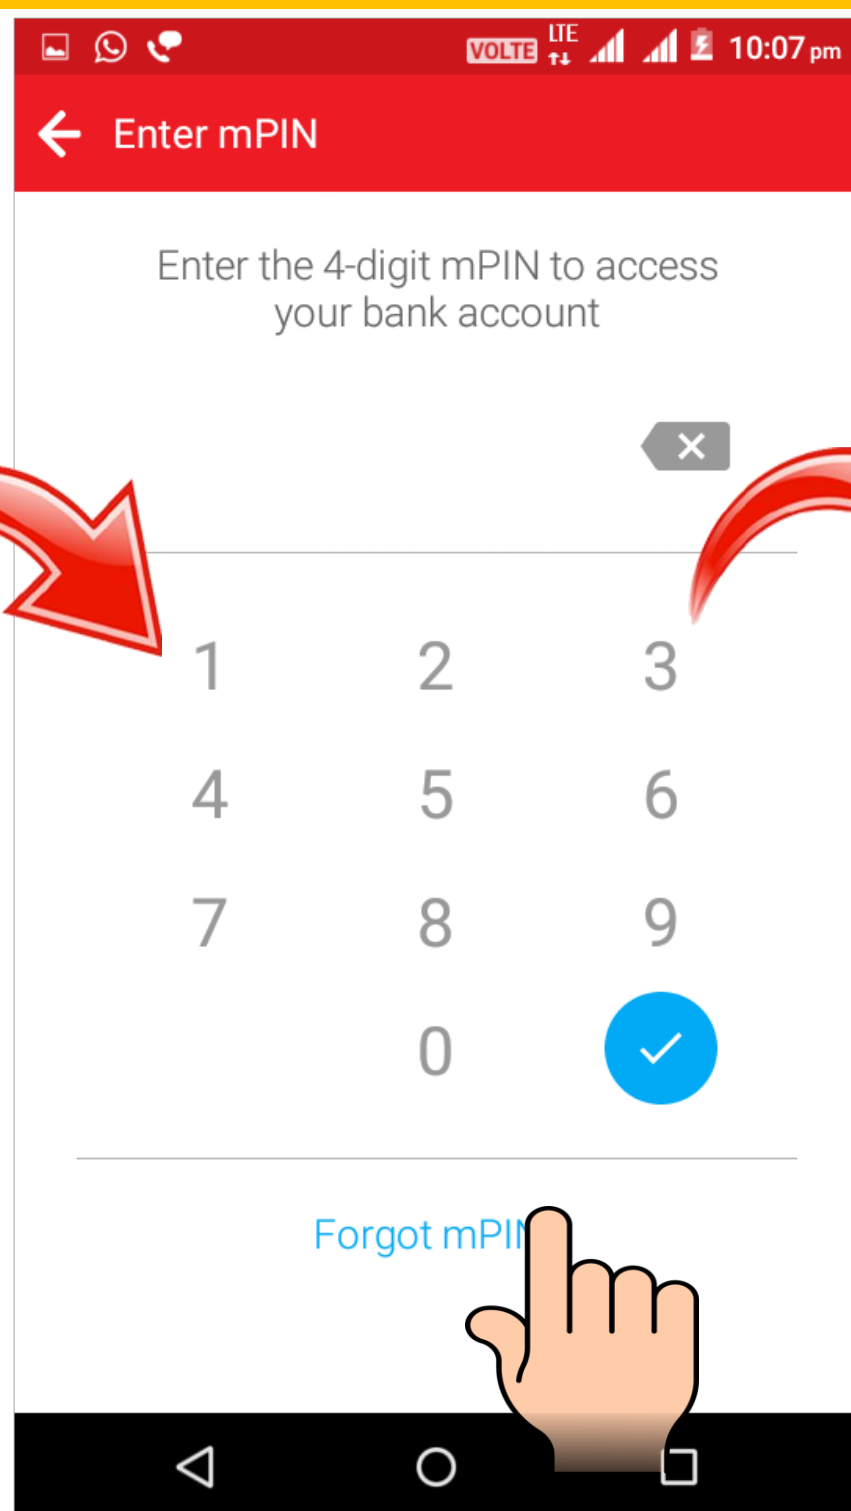 VOLTE LTE 10:07 pm
Enter mPIN
Enter the 4-digit mPIN to access
your bank account
1 2 3
4 5 6
7 8 9
0
Forgot mPIN